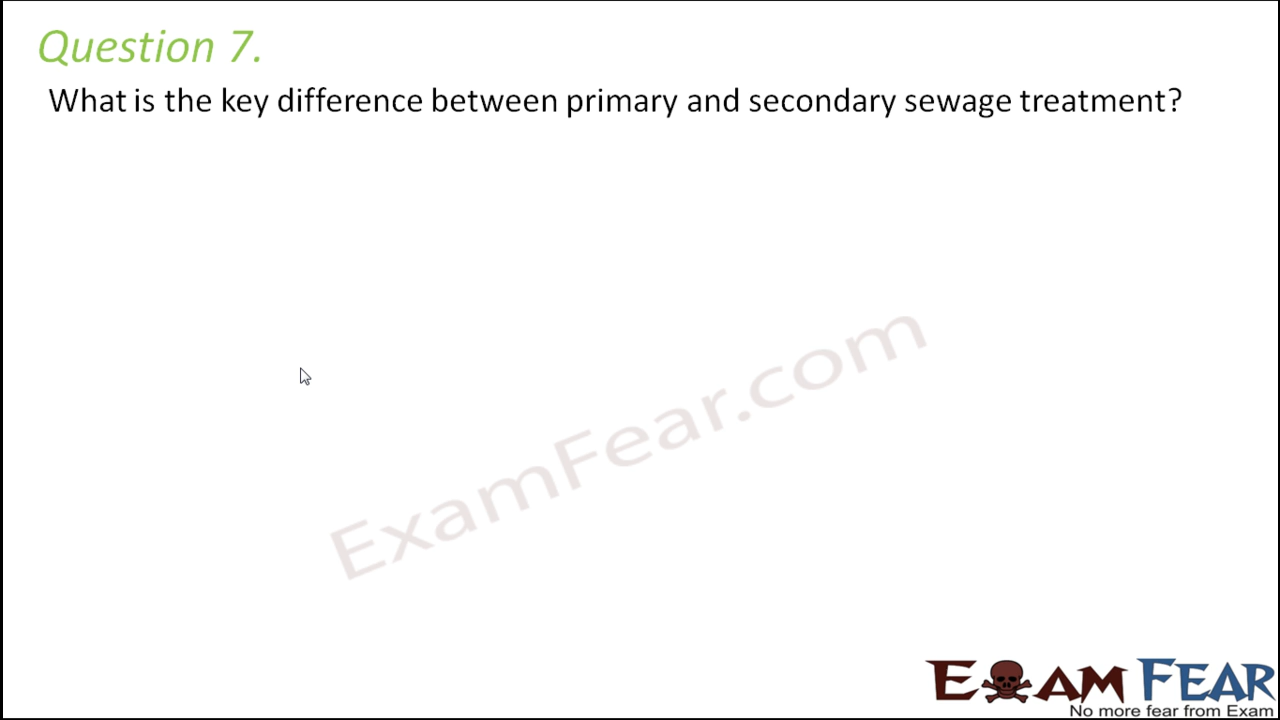 Question 7.
What is the key difference between primary and secondary sewage treatment?
ExamFear.com
EXAM FEAR
No more fear from Exam